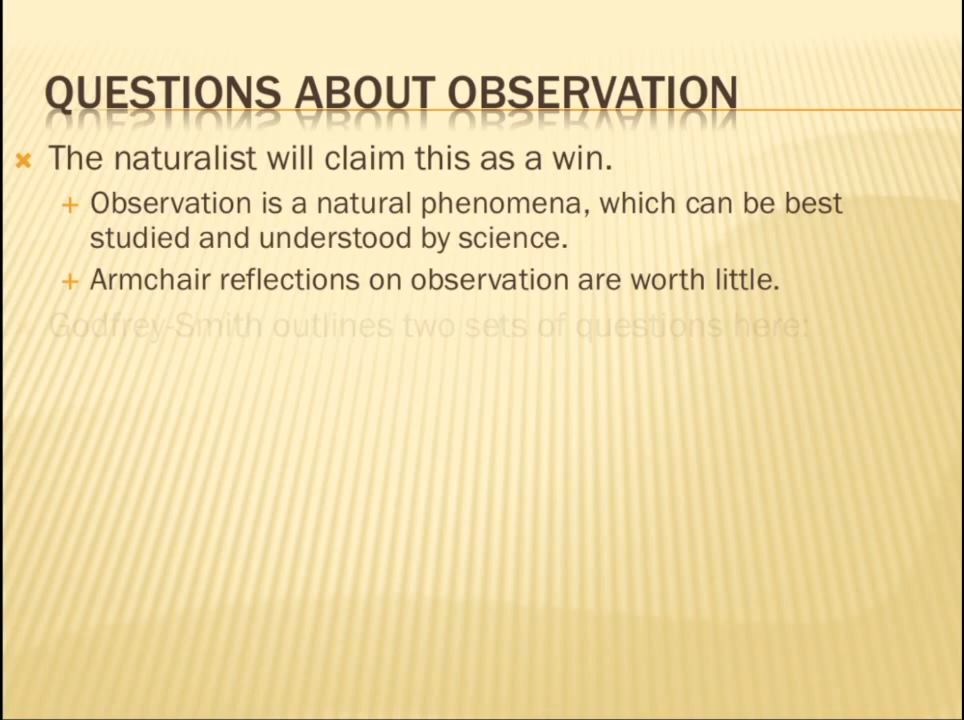 QUESTIONS ABOUT OBSERVATION
The naturalist will claim this as a win.
Observation is a natural phenomena, which can be best
studied and understood by science.
Armchair reflections on observation are worth little.
Godfrey-Smith outlines two sets of questions here: